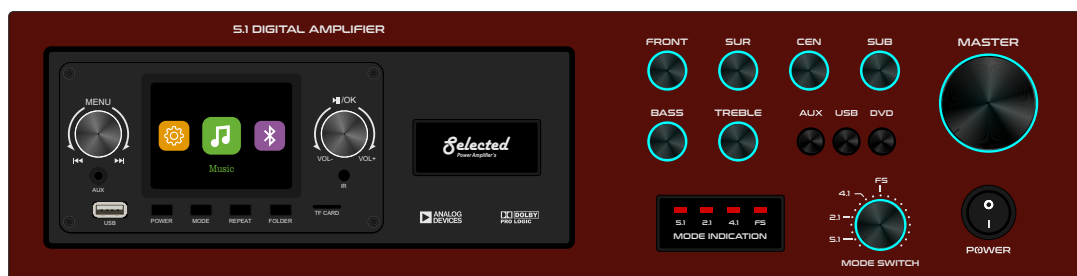 5.1 DIGITAL AMPLIFIER
MENU
/OK
VOL- VOL+
Music
AUX
IR
USB
POWER MODE REPEAT FOLDER
TF CARD
Selected
Power Amplifier's
ANALOG
DEVICES
DOLBY
PRO LOGIC
FRONT SUR CEN SUB
MASTER
BASS TREBLE AUX USB DVD
5.1 2.1 4.1 FS
MODE INDICATION
FS
4.1
2.1
5.1
MODE SWITCH
POWER